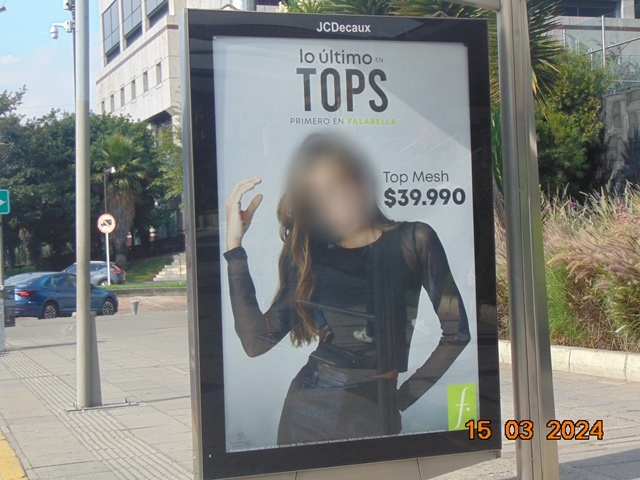 JCDecaux
lo último EN
TOPS
PRIMERO EN FALABELLA
Top Mesh
$39.990
f.
15 03 2024